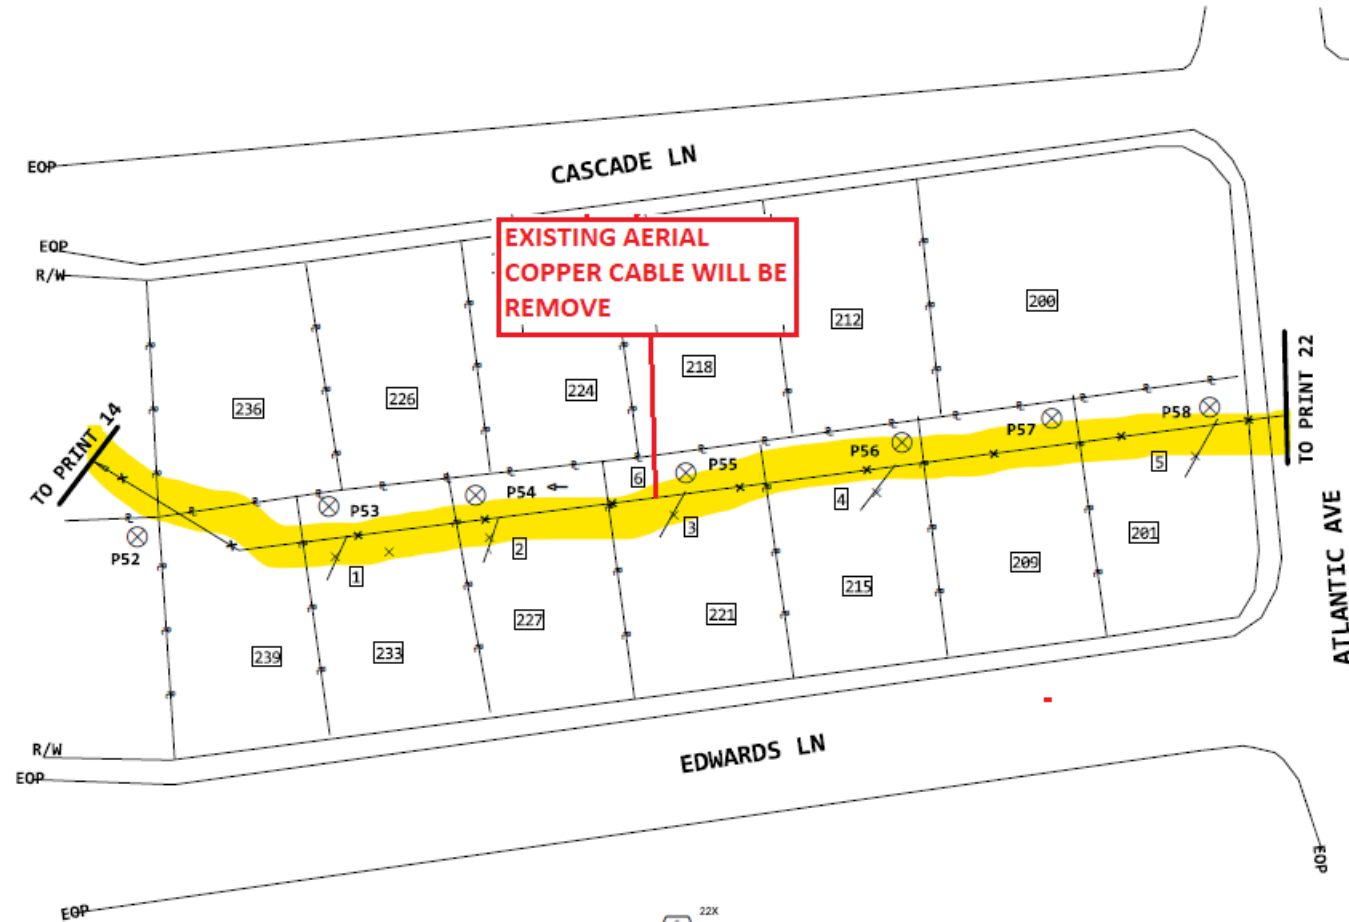 EOP
CASCADE LN
EOP
R/W
EXISTING AERIAL
COPPER CABLE WILL BE
REMOVE
236
226
224
218
212
200
TO PRINT 14
TO PRINT 22
P52
P53
P54
P55
P56
P57
P58
6
1
2
3
4
5
239
233
227
221
215
209
201
ATLANTIC AVE
R/W
EOP
EDWARDS LN
EOP
EOP
22X